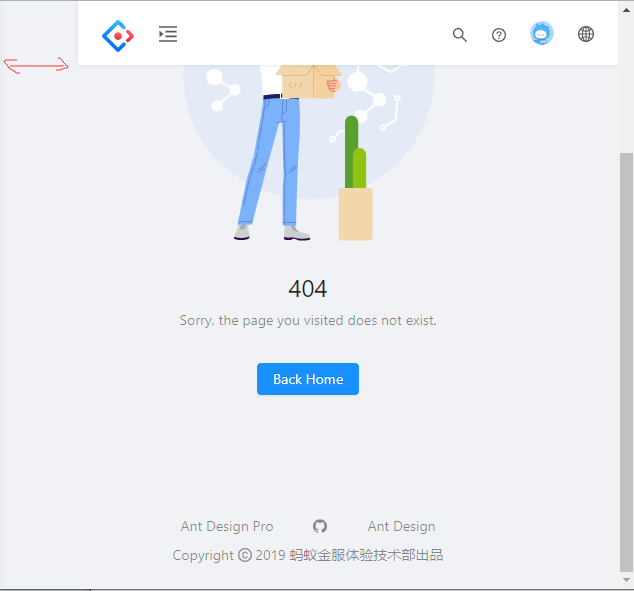 404
Sorry, the page you visited does not exist.
Back Home
Ant Design Pro Ant Design
Copyright © 2019 蚂蚁金服体验技术部出品